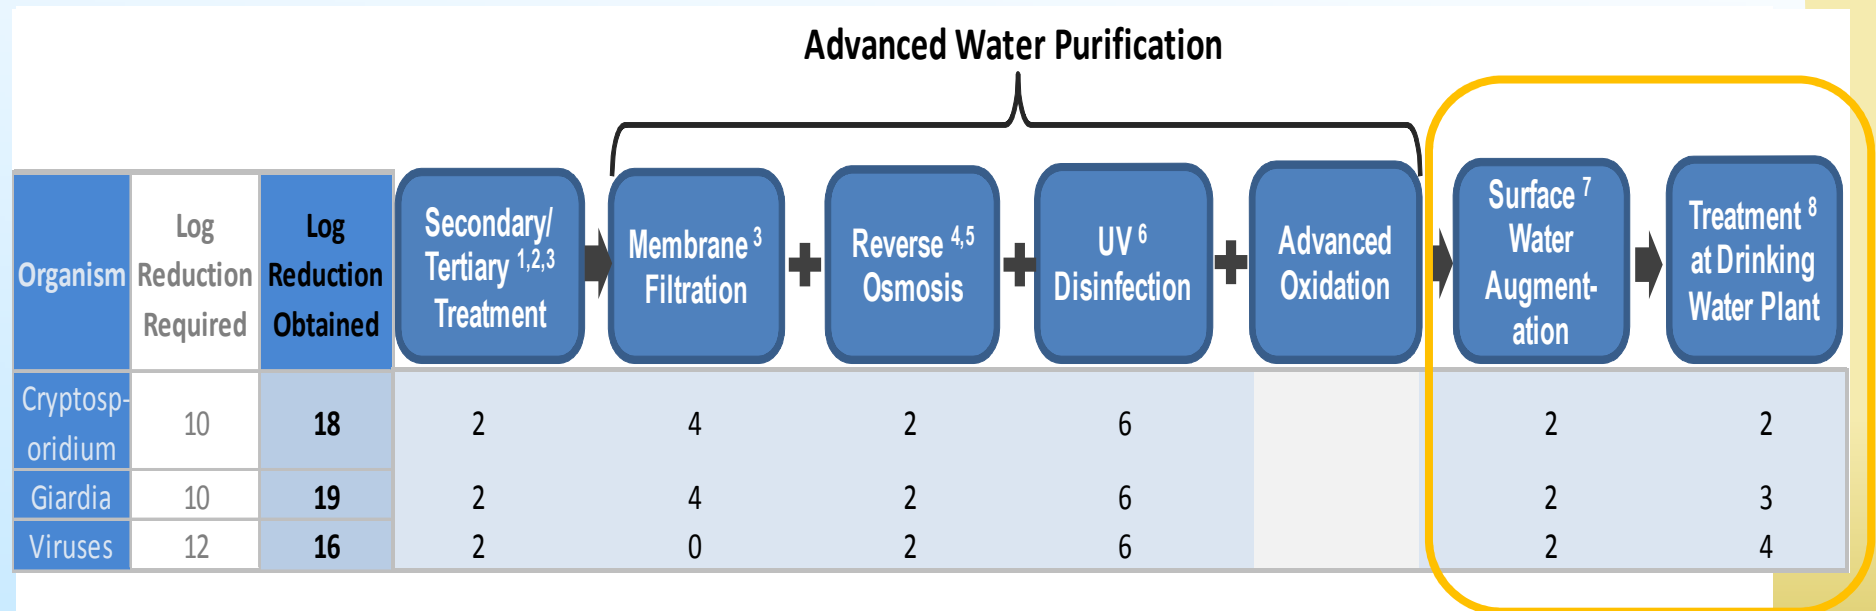 Advanced Water Purification
Organism
Log
Reduction
Required
Log
Reduction
Obtained
Secondary/
Tertiary 1,2,3
Treatment
Membrane 3
Filtration
Reverse 4,5
Osmosis
UV 6
Disinfection
Advanced
Oxidation
Surface 7
Water
Augment-
ation
Treatment 8
at Drinking
Water Plant
Cryptosp-
oridium
10 18 2 4 2 6 2 2
Giardia 10 19 2 4 2 6 2 3
Viruses 12 16 2 0 2 6 2 4